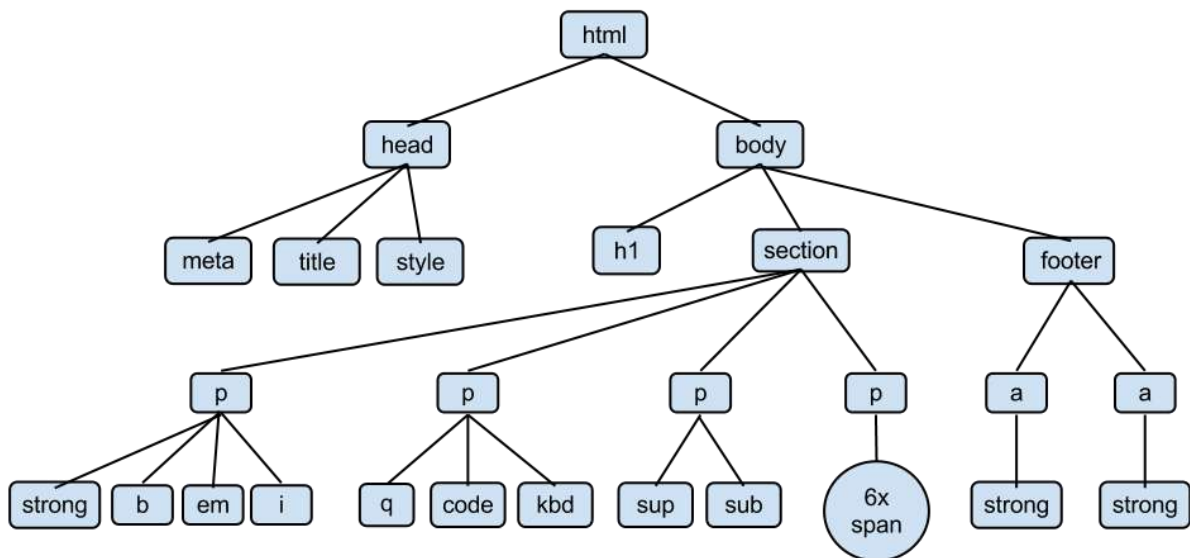 html
head
body
meta
title
style
h1
section
footer
p
p
p
p
a
a
strong
b
em
i
q
code
kbd
sup
sub
6x
span
strong
strong